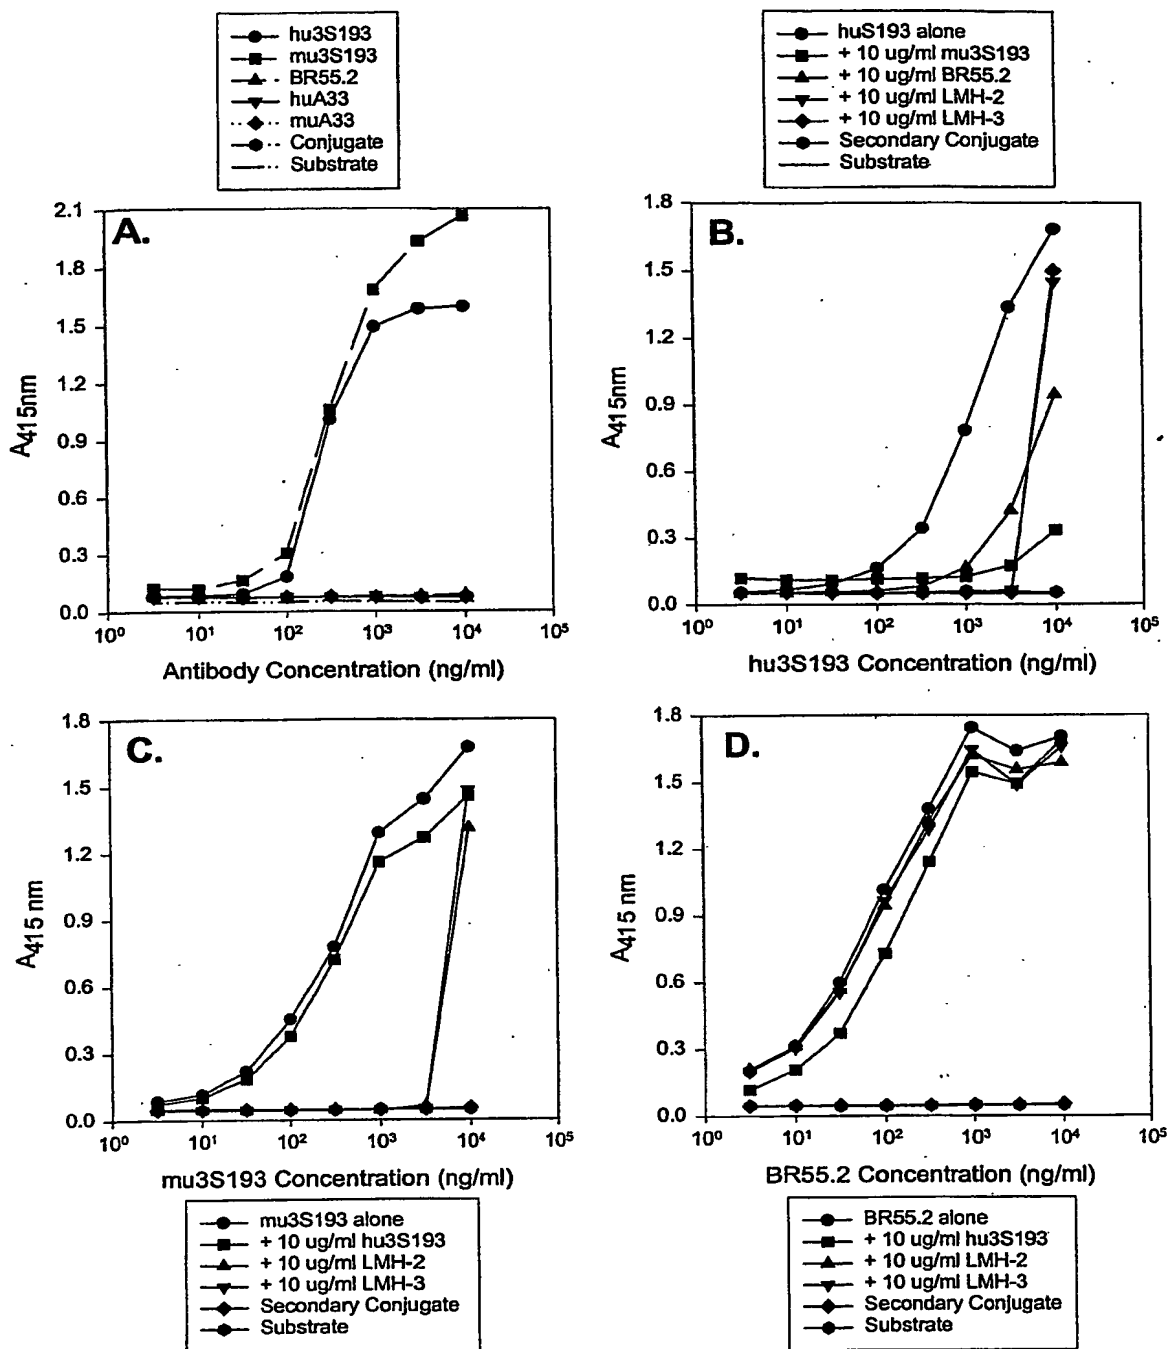 hu3S193
mu3S193
BR55.2
huA33
muA33
Conjugate
Substrate
huS193 alone
+ 10 ug/ml mu3S193
+ 10 ug/ml BR55.2
+ 10 ug/ml LMH-2
+ 10 ug/ml LMH-3
Secondary Conjugate
Substrate
A.
2.1
1.8
1.5
1.2
0.9
0.6
0.3
0.0
A415nm
10⁰ 10¹ 10² 10³ 10⁴ 10⁵
Antibody Concentration (ng/ml)
B.
1.8
1.5
1.2
0.9
0.6
0.3
0.0
A415nm
10⁰ 10¹ 10² 10³ 10⁴ 10⁵
hu3S193 Concentration (ng/ml)
C.
1.8
1.5
1.2
0.9
0.6
0.3
0.0
A415 nm
10⁰ 10¹ 10² 10³ 10⁴ 10⁵
mu3S193 Concentration (ng/ml)
D.
1.8
1.5
1.2
0.9
0.6
0.3
0.0
A415 nm
10⁰ 10¹ 10² 10³ 10⁴ 10⁵
BR55.2 Concentration (ng/ml)
mu3S193 alone
+ 10 ug/ml hu3S193
+ 10 ug/ml LMH-2
+ 10 ug/ml LMH-3
Secondary Conjugate
Substrate
BR55.2 alone
+ 10 ug/ml hu3S193
+ 10 ug/ml LMH-2
+ 10 ug/ml LMH-3
Secondary Conjugate
Substrate